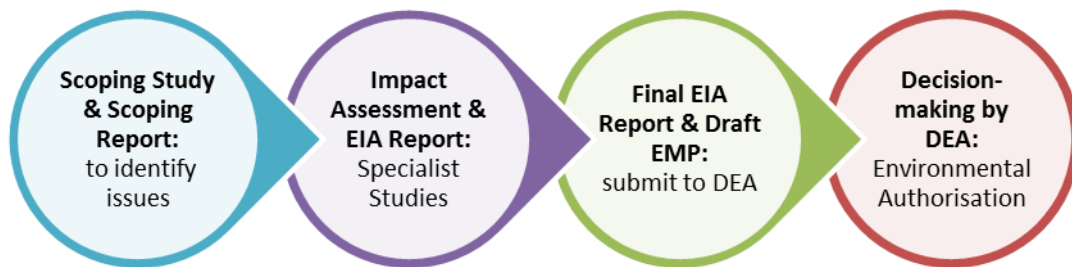 Scoping Study
& Scoping
Report:
to identify
issues
Impact
Assessment &
EIA Report:
Specialist
Studies
Final EIA
Report & Draft
EMP:
submit to DEA
Decision-
making by
DEA:
Environmental
Authorisation